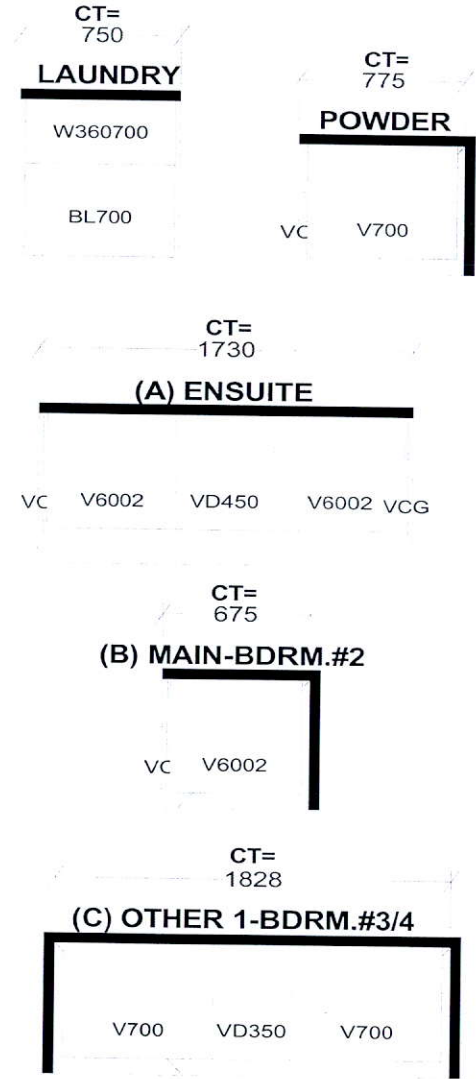 CT=
750
LAUNDRY
W360700
BL700
CT=
775
POWDER
VC V700
CT=
1730
(A) ENSUITE
VC V6002 VD450 V6002 VCG
CT=
675
(B) MAIN-BDRM.#2
VC V6002
CT=
1828
(C) OTHER 1-BDRM.#3/4
V700 VD350 V700